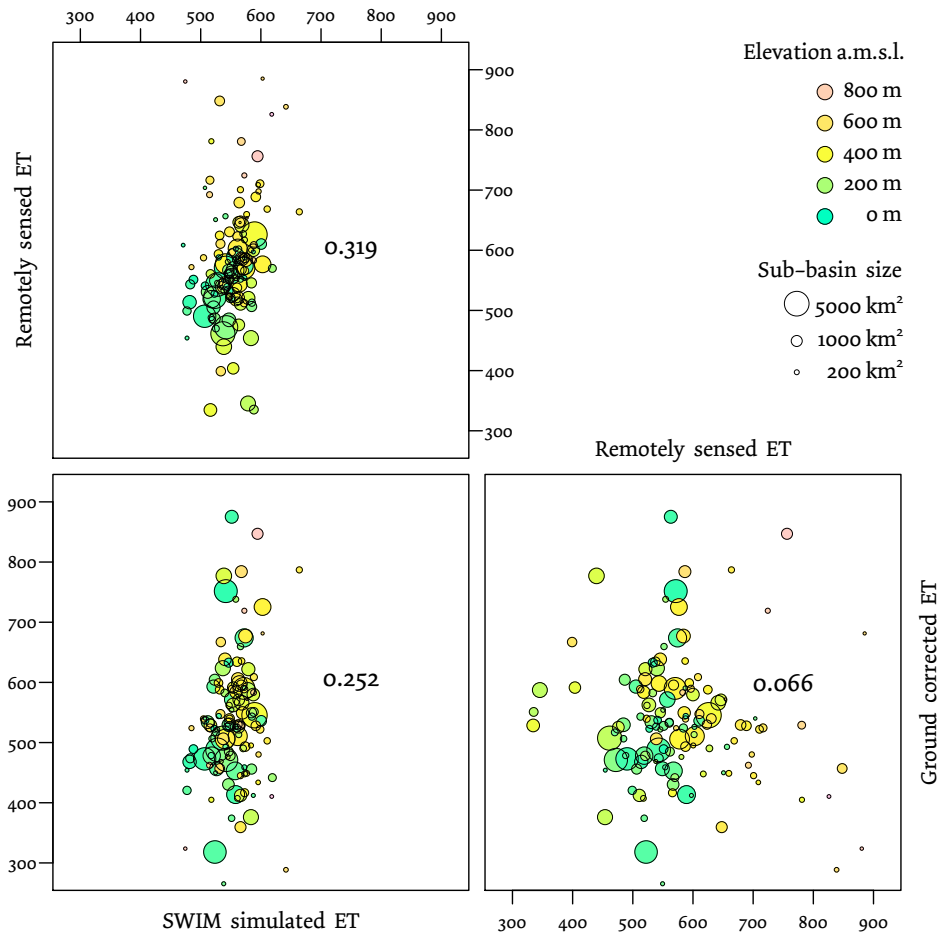 300 400 500 600 700 800 900
Elevation a.m.s.l.
800 m
600 m
400 m
200 m
0 m
Sub-basin size
5000 km²
1000 km²
200 km²
Remotely sensed ET
900
800
700
600
500
400
300
0.319
Remotely sensed ET
900
800
700
600
500
400
300
0.252
0.066
Ground corrected ET
SWIM simulated ET
300 400 500 600 700 800 900